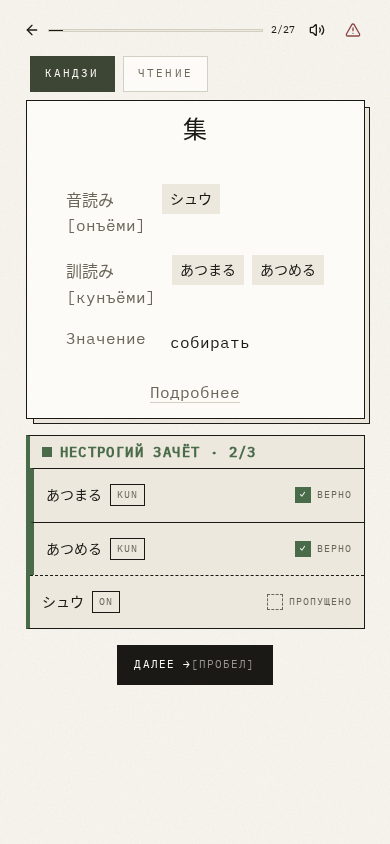 2/27
КАНДЗИ ЧТЕНИЕ
集
音読み シュウ
[онъёми]
訓読み あつまる あつめる
[кунъёми]
Значение собирать
Подробнее
НЕСТРОГИЙ ЗАЧЁТ · 2/3
あつまる KUN ВЕРНО
あつめる KUN ВЕРНО
シュウ ON ПРОПУЩЕНО
ДАЛЕЕ →[ПРОБЕЛ]